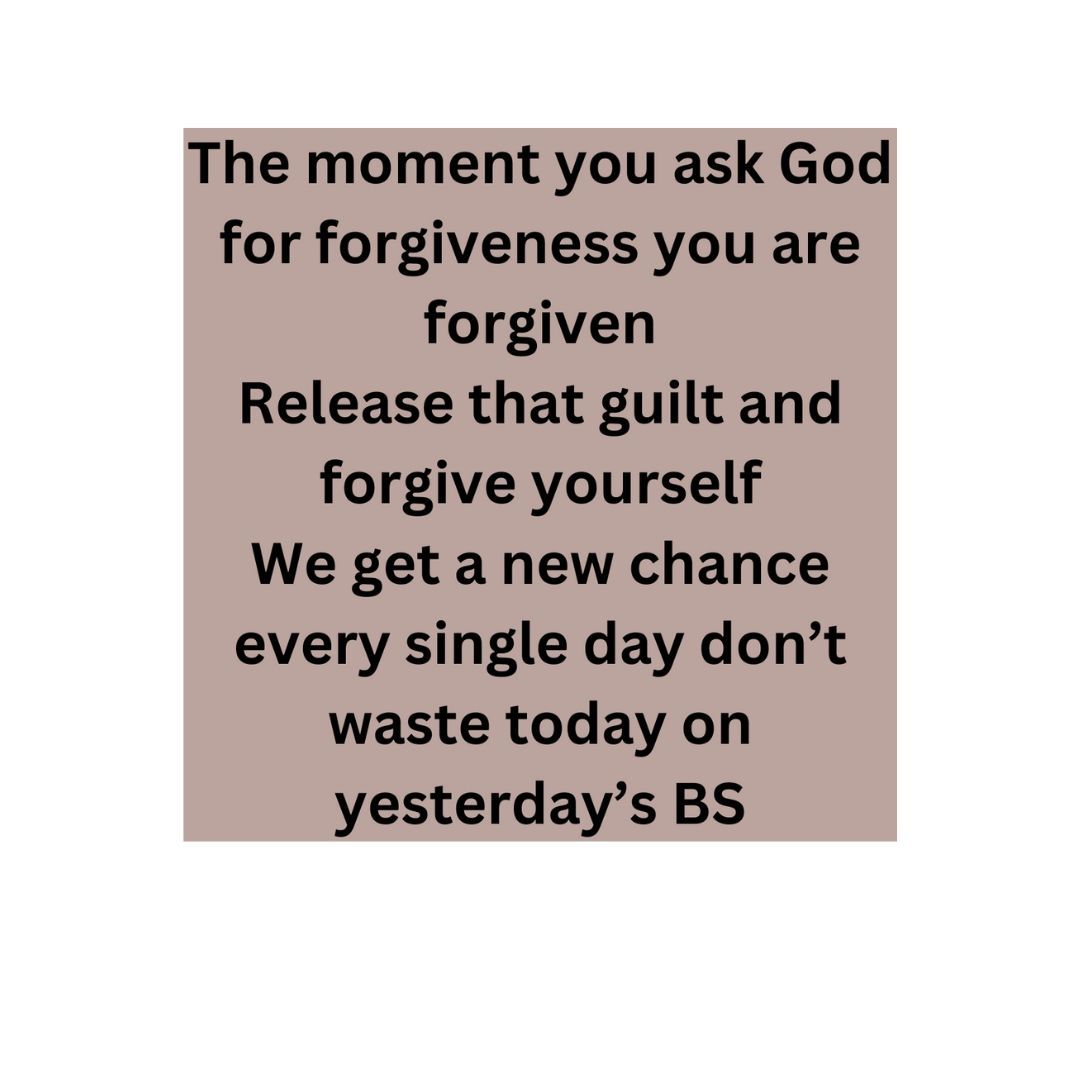 The moment you ask God
for forgiveness you are
forgiven
Release that guilt and
forgive yourself
We get a new chance
every single day don’t
waste today on
yesterday’s BS